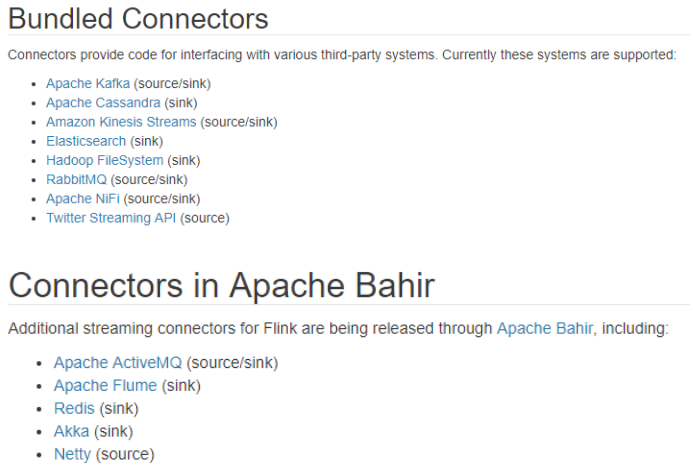 Bundled Connectors
Connectors provide code for interfacing with various third-party systems. Currently these systems are supported:
• Apache Kafka (source/sink)
• Apache Cassandra (sink)
• Amazon Kinesis Streams (source/sink)
• Elasticsearch (sink)
• Hadoop FileSystem (sink)
• RabbitMQ (source/sink)
• Apache NiFi (source/sink)
• Twitter Streaming API (source)
Connectors in Apache Bahir
Additional streaming connectors for Flink are being released through Apache Bahir, including:
• Apache ActiveMQ (source/sink)
• Apache Flume (sink)
• Redis (sink)
• Akka (sink)
• Netty (source)